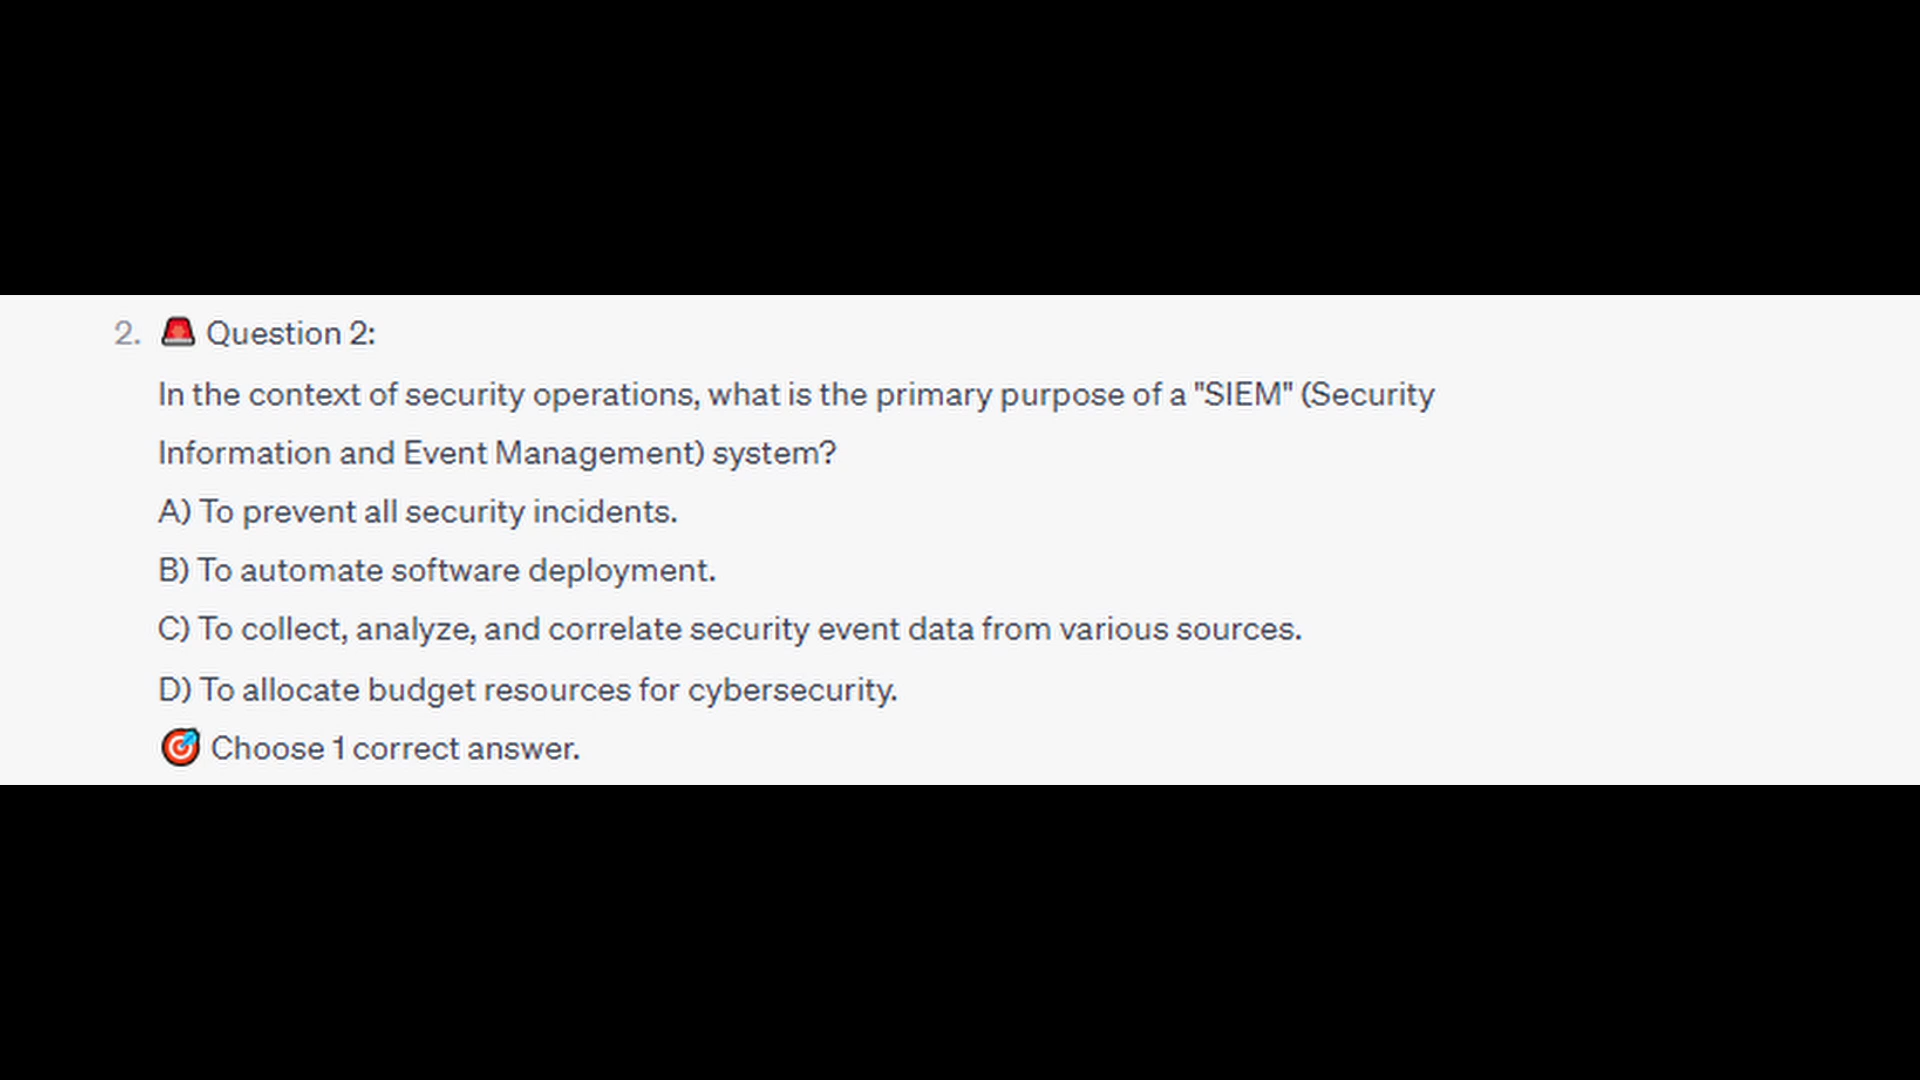 2. 🚨 Question 2:
In the context of security operations, what is the primary purpose of a "SIEM" (Security
Information and Event Management) system?
A) To prevent all security incidents.
B) To automate software deployment.
C) To collect, analyze, and correlate security event data from various sources.
D) To allocate budget resources for cybersecurity.
🎯 Choose 1 correct answer.